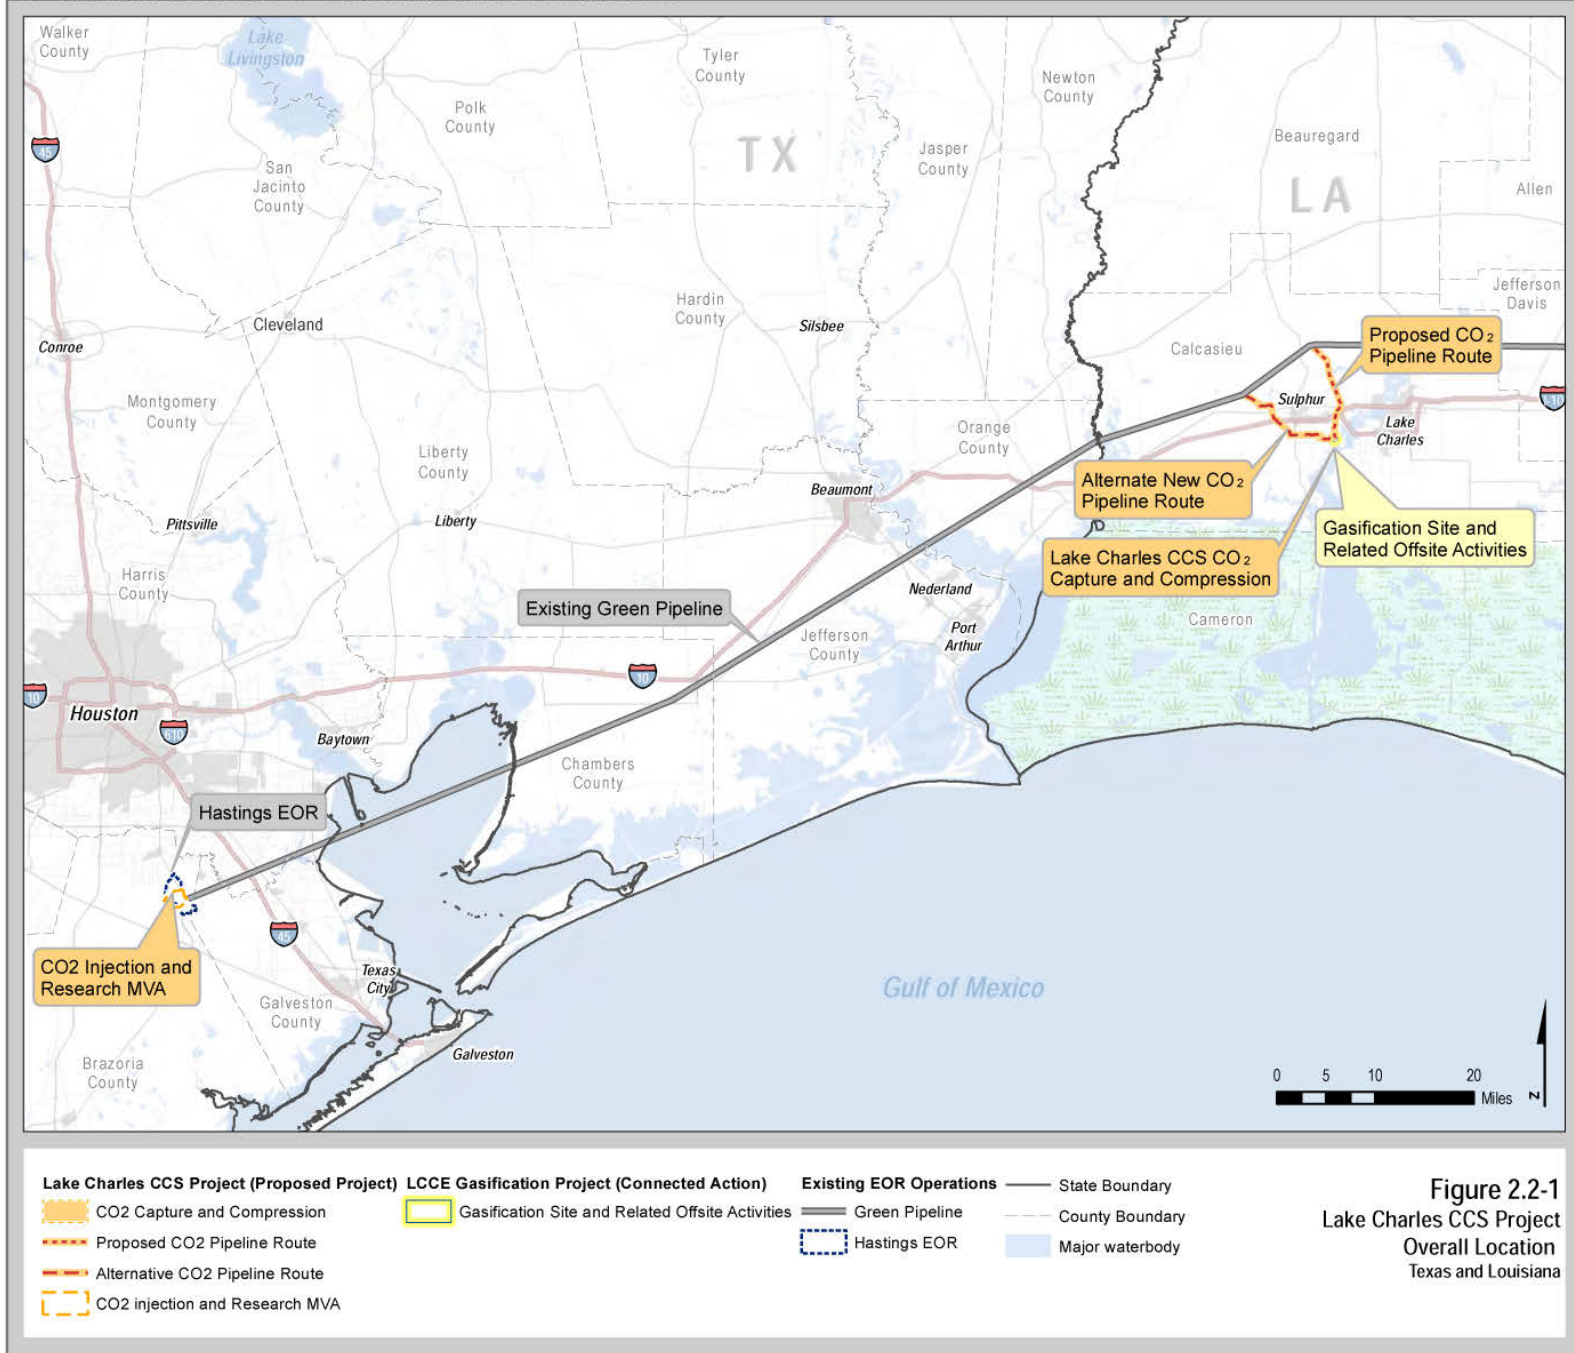 Walker
County
Lake
Livingston
Tyler
County
Newton
County
Polk
County
TX
Jasper
County
Beauregard
LA
Allen
45
San
Jacinto
County
Jefferson
Davis
Hardin
County
Cleveland
Silsbee
Conroe
Calcasieu
Proposed CO2
Pipeline Route
Sulphur
Lake
Charles
Montgomery
County
Orange
County
Liberty
County
Alternate New CO2
Pipeline Route
Beaumont
Liberty
Pittsville
Gasification Site and
Related Offsite Activities
Lake Charles CCS CO2
Capture and Compression
Harris
County
Nederland
Existing Green Pipeline
Port
Arthur
Jefferson
County
Cameron
10
10
Houston
610
Baytown
Chambers
County
Hastings EOR
45
CO2 Injection and
Research MVA
Texas
City
Galveston
County
Gulf of Mexico
Galveston
Brazoria
County
0 5 10 20
Miles
N
Lake Charles CCS Project (Proposed Project)
CO2 Capture and Compression
Proposed CO2 Pipeline Route
Alternative CO2 Pipeline Route
CO2 injection and Research MVA
LCCE Gasification Project (Connected Action)
Gasification Site and Related Offsite Activities
Existing EOR Operations
Green Pipeline
Hastings EOR
State Boundary
County Boundary
Major waterbody
Figure 2.2-1
Lake Charles CCS Project
Overall Location
Texas and Louisiana